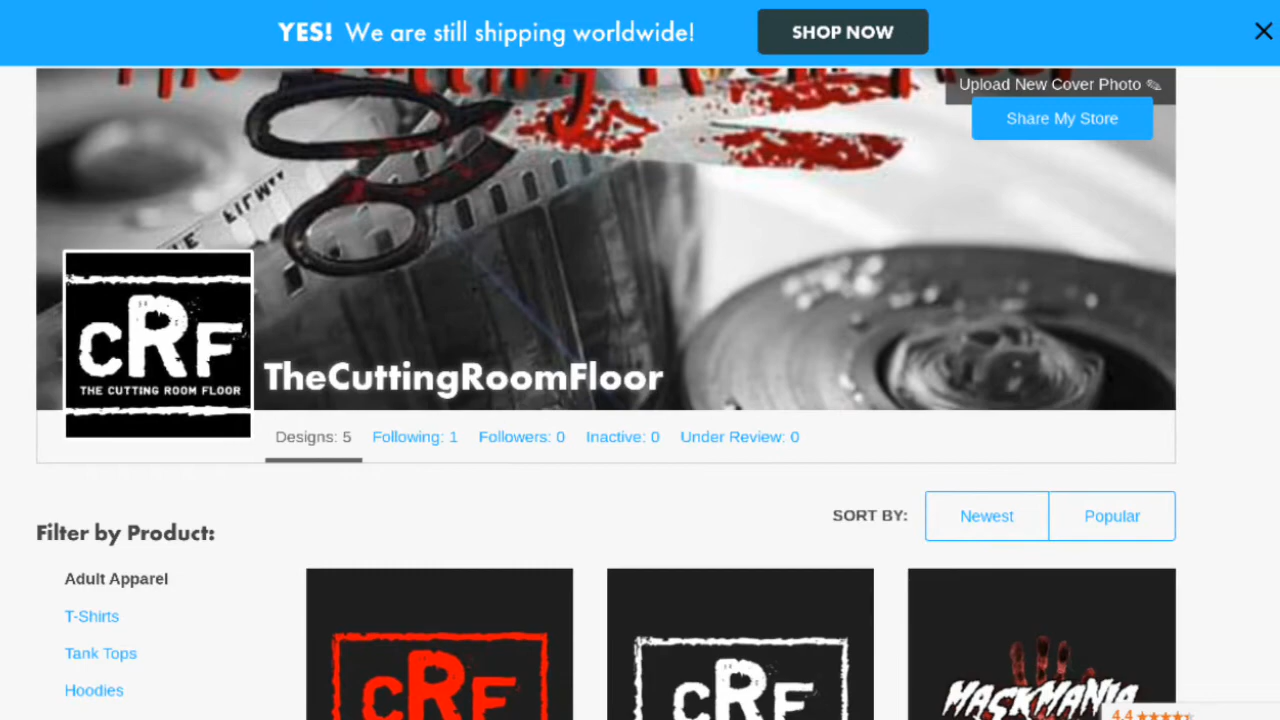 YES! We are still shipping worldwide!
SHOP NOW
Upload New Cover Photo
Share My Store
CRF
THE CUTTING ROOM FLOOR
TheCuttingRoomFloor
Designs: 5 Following: 1 Followers: 0 Inactive: 0 Under Review: 0
SORT BY: Newest Popular
Filter by Product:
Adult Apparel
T-Shirts
Tank Tops
Hoodies
CRF
CRF
MASKMANIA
4.4